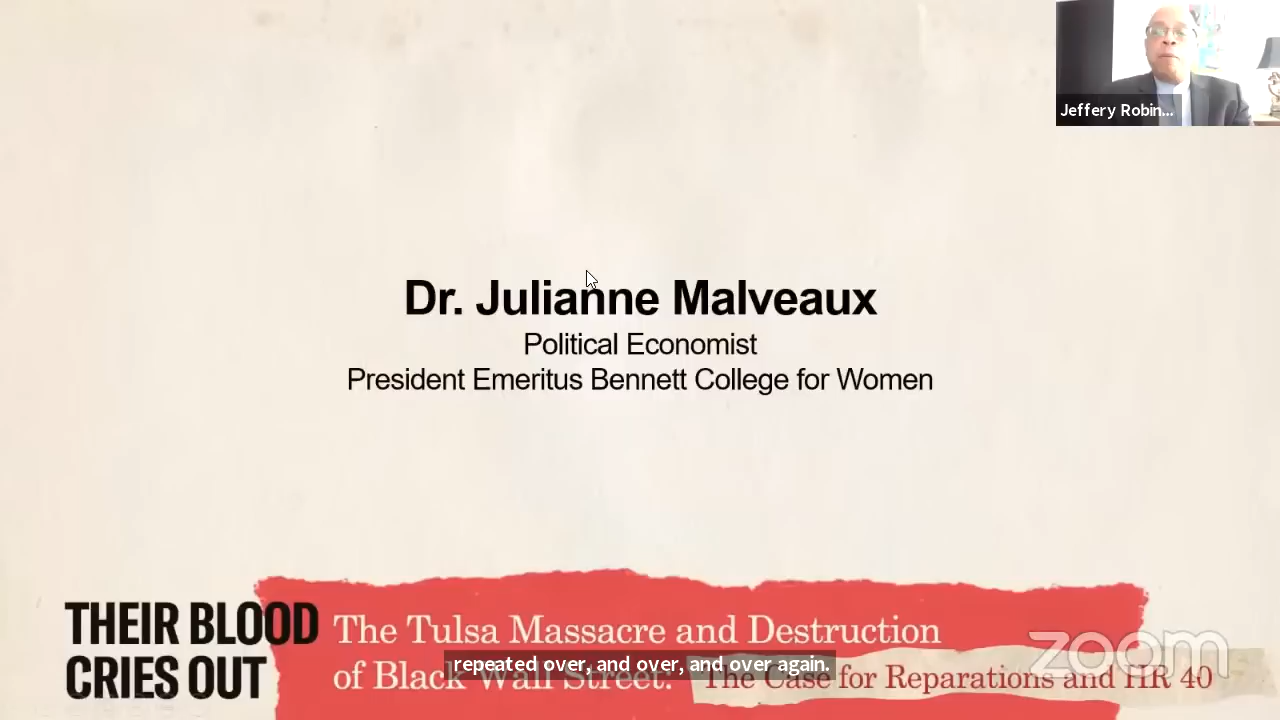 Jeffery Robin...
Dr. Julianne Malveaux
Political Economist
President Emeritus Bennett College for Women
THEIR BLOOD
CRIES OUT
The Tulsa Massacre and Destruction
of Black Wall Street: The Case for Reparations and HR 40
zoom
repeated over, and over, and over again.